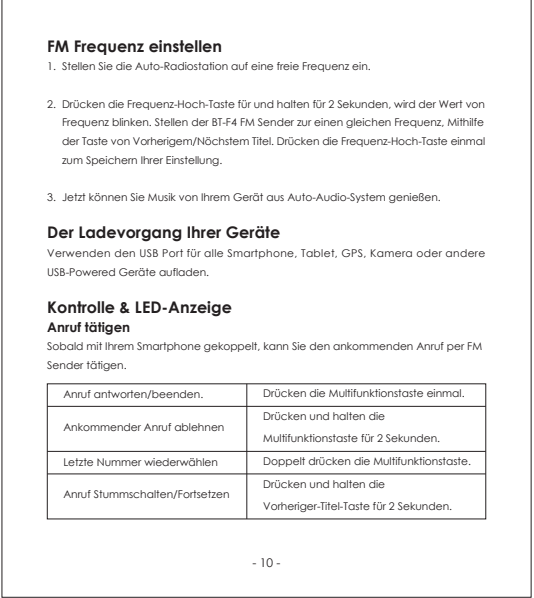 FM Frequenz einstellen
1. Stellen Sie die Auto-Radiostation auf eine freie Frequenz ein.
2. Drücken die Frequenz-Hoch-Taste für und halten für 2 Sekunden, wird der Wert von
Frequenz blinken. Stellen der BT-F4 FM Sender zur einen gleichen Frequenz, Mithilfe
der Taste von Vorherigem/Nöchstem Titel. Drücken die Frequenz-Hoch-Taste einmal
zum Speichern Ihrer Einstellung.
3. Jetzt können Sie Musik von Ihrem Gerät aus Auto-Audio-System genießen.
Der Ladevorgang Ihrer Geräte
Verwenden den USB Port für alle Smartphone, Tablet, GPS, Kamera oder andere
USB-Powered Geräte aufladen.
Kontrolle & LED-Anzeige
Anruf tätigen
Sobald mit Ihrem Smartphone gekoppelt, kann Sie den ankommenden Anruf per FM
Sender tätigen.
Anruf antworten/beenden. Drücken die Multifunktionstaste einmal.
Ankommender Anruf ablehnen Drücken und halten die
Multifunktionstaste für 2 Sekunden.
Letzte Nummer wiederwählen Doppelt drücken die Multifunktionstaste.
Anruf Stummschalten/Fortsetzen Drücken und halten die
Vorheriger-Titel-Taste für 2 Sekunden.
- 10 -